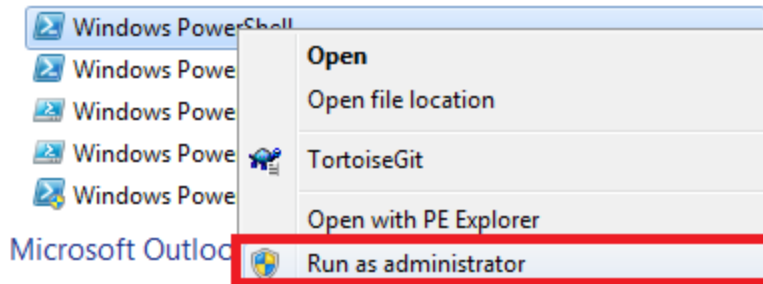 Windows PowerShell
Open
Windows Powe
Open file location
Windows Powe
Windows Powe
TortoiseGit
Windows Powe
Open with PE Explorer
Microsoft Outloo
Run as administrator